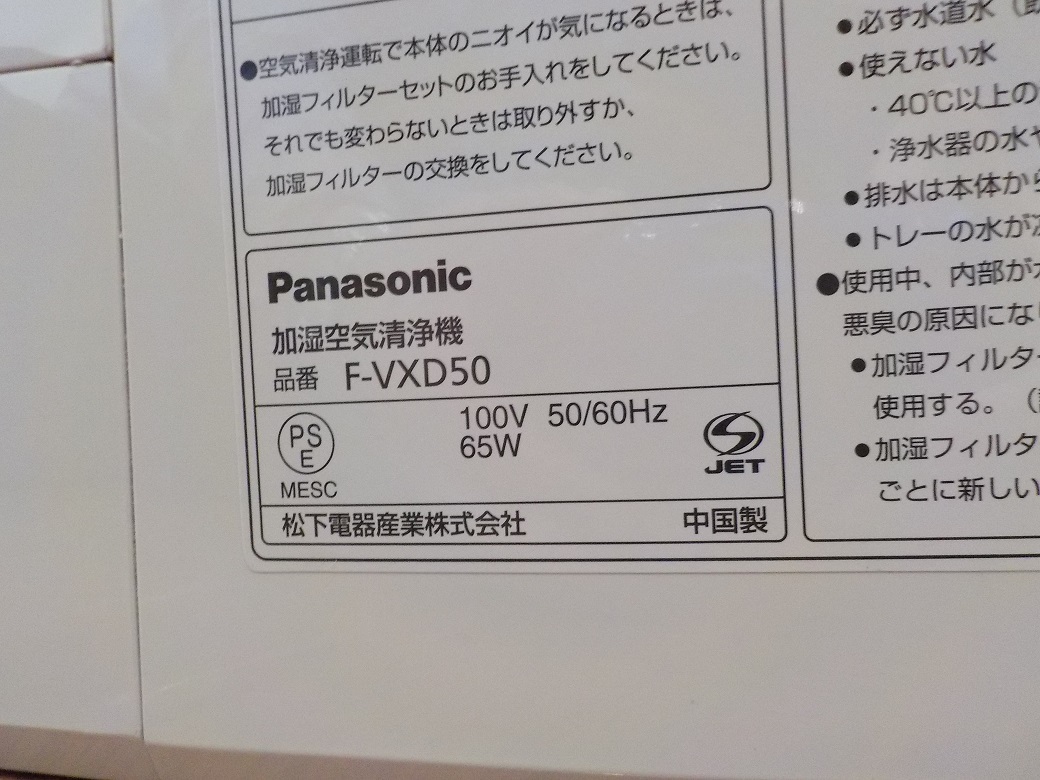 ●空気清浄運転で本体のニオイが気になるときは、
加湿フィルターセットのお手入れをしてください。
それでも変わらないときは取り外すか、
加湿フィルターの交換をしてください。
Panasonic
加湿空気清浄機
品番 F-VXD50
PS
E
MESC
100V 50/60Hz
65W
JET
松下電器産業株式会社 中国製
●必ず水道水（飲
●使えない水
・40℃以上の
・浄水器の水や
●排水は本体から
●トレーの水が
●使用中、内部が
悪臭の原因にな
●加湿フィルター
使用する。（
●加湿フィルタ
ごとに新しい